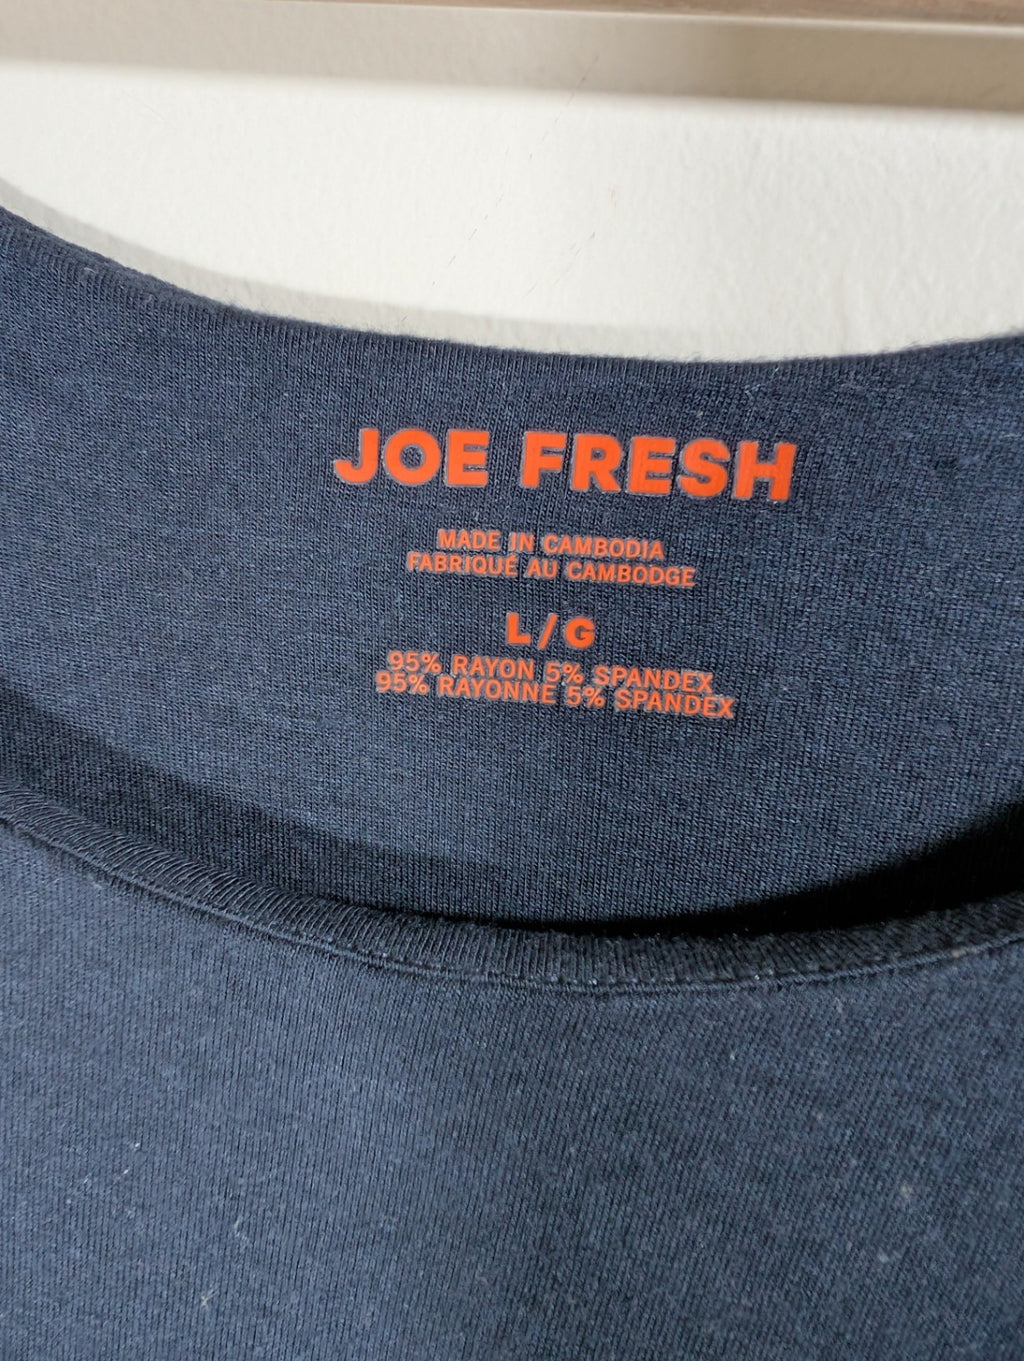 JOE FRESH
MADE IN CAMBODIA
FABRIQUÉ AU CAMBODGE
L / G
95% RAYON 5% SPANDEX
95% RAYONNE 5% SPANDEX